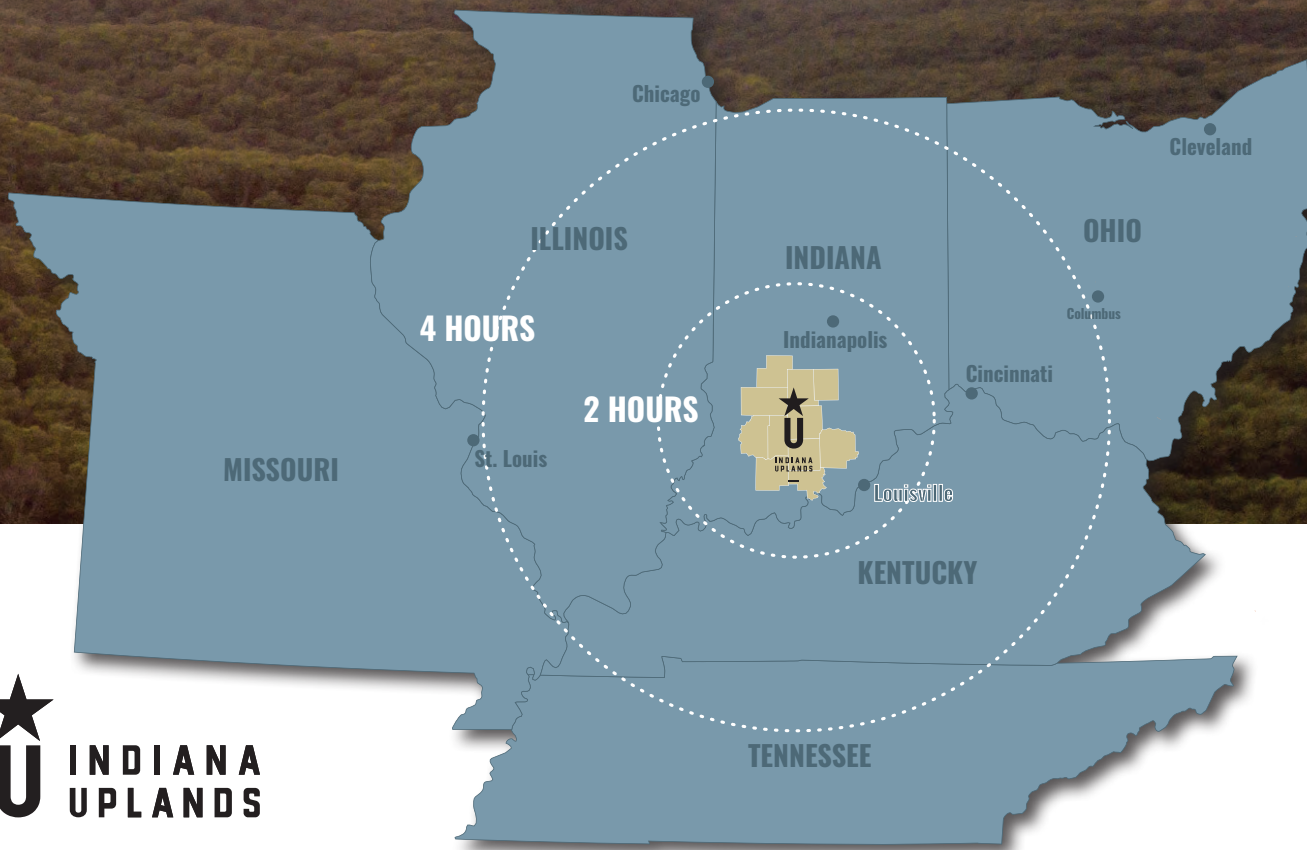 Chicago
Cleveland
ILLINOIS
OHIO
INDIANA
Columbus
4 HOURS
Indianapolis
Cincinnati
2 HOURS
U
INDIANA
UPLANDS
St. Louis
MISSOURI
Louisville
KENTUCKY
TENNESSEE
U
INDIANA
UPLANDS